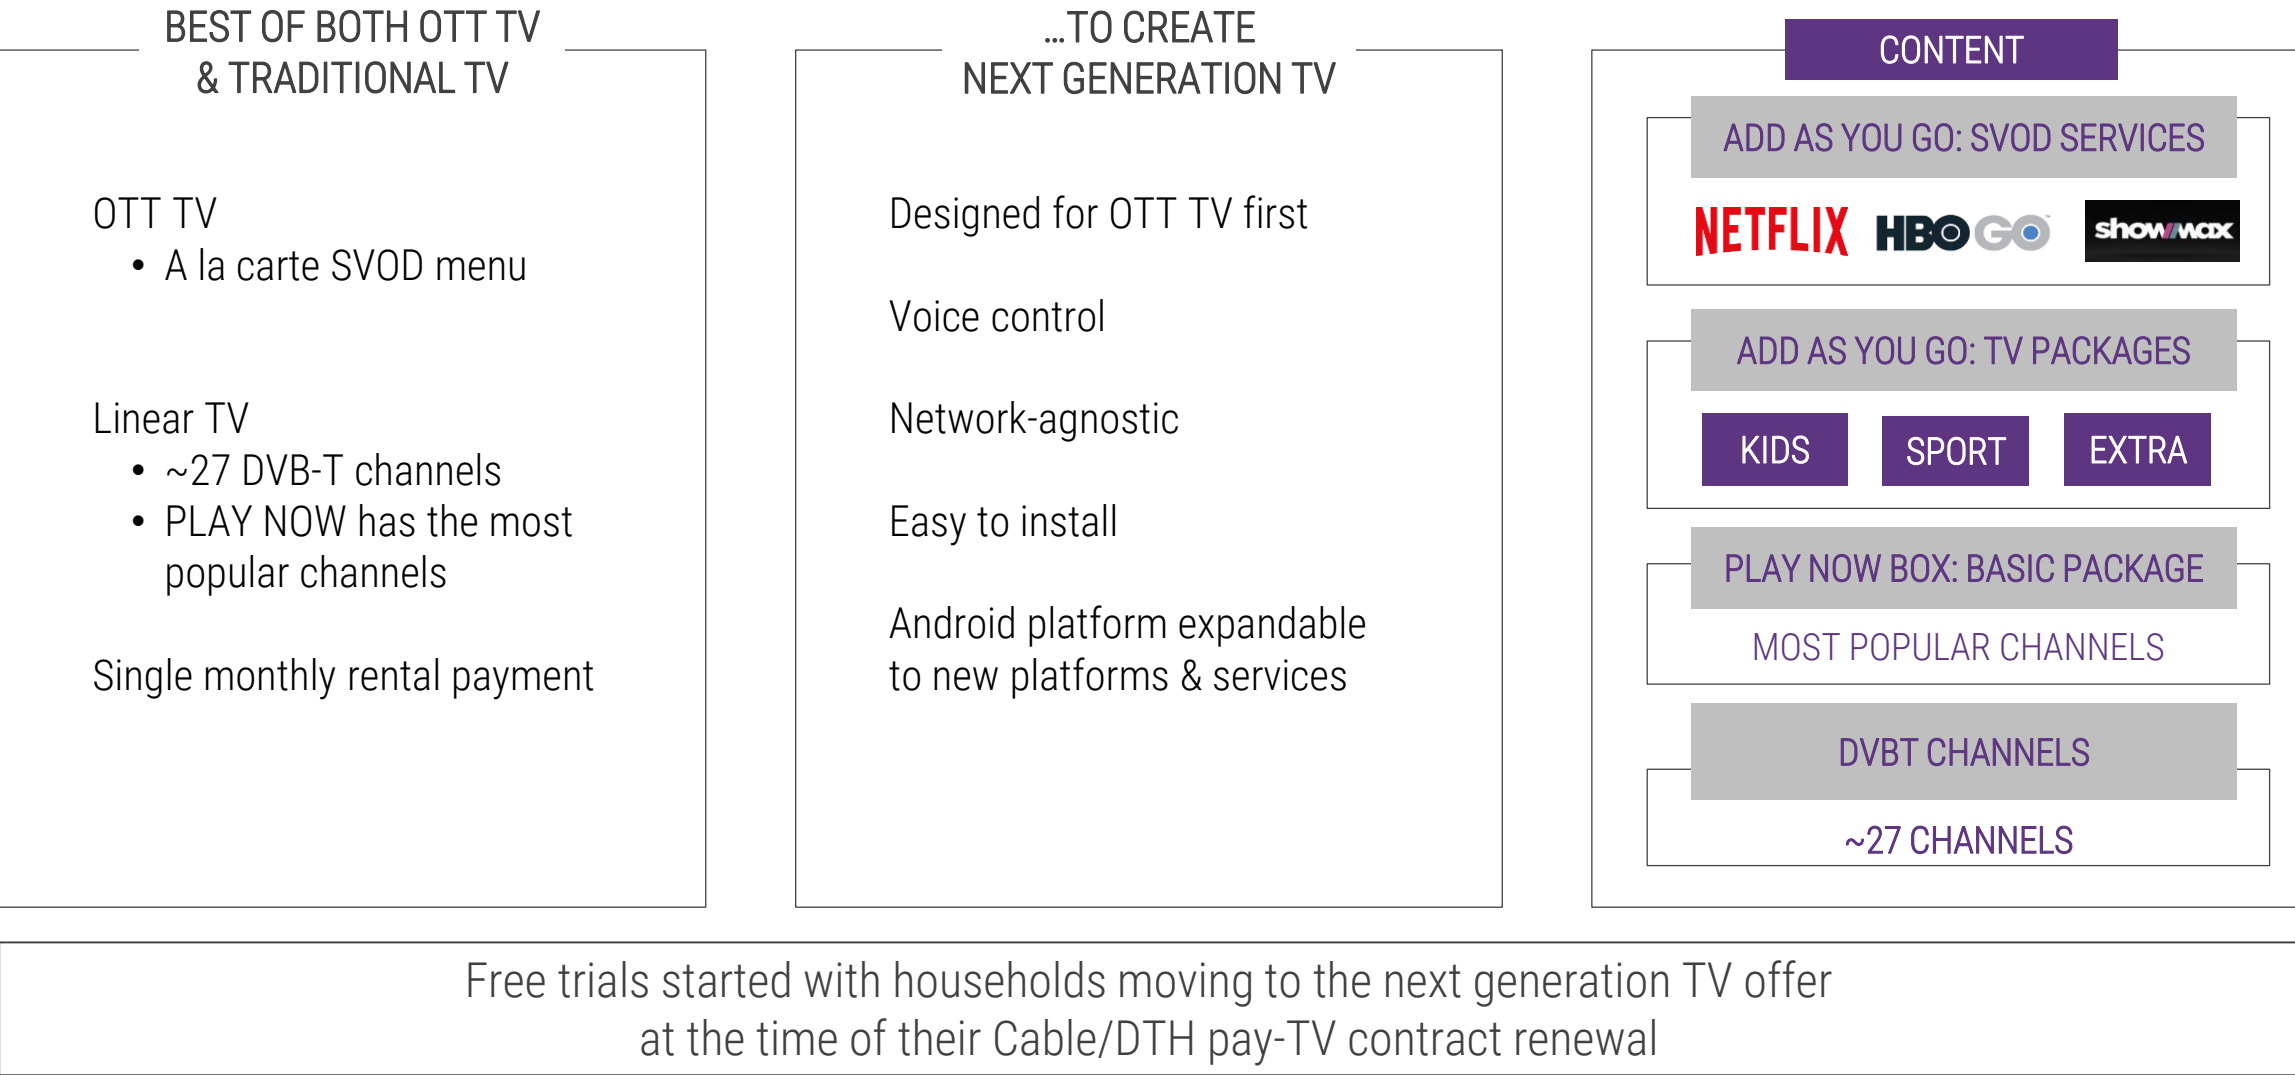 BEST OF BOTH OTT TV
& TRADITIONAL TV
OTT TV
• A la carte SVOD menu
Linear TV
• ~27 DVB-T channels
• PLAY NOW has the most
popular channels
Single monthly rental payment
...TO CREATE
NEXT GENERATION TV
Designed for OTT TV first
Voice control
Network-agnostic
Easy to install
Android platform expandable
to new platforms & services
CONTENT
ADD AS YOU GO: SVOD SERVICES
NETFLIX HBO GO showmax
ADD AS YOU GO: TV PACKAGES
KIDS SPORT EXTRA
PLAY NOW BOX: BASIC PACKAGE
MOST POPULAR CHANNELS
DVBT CHANNELS
~27 CHANNELS
Free trials started with households moving to the next generation TV offer
at the time of their Cable/DTH pay-TV contract renewal